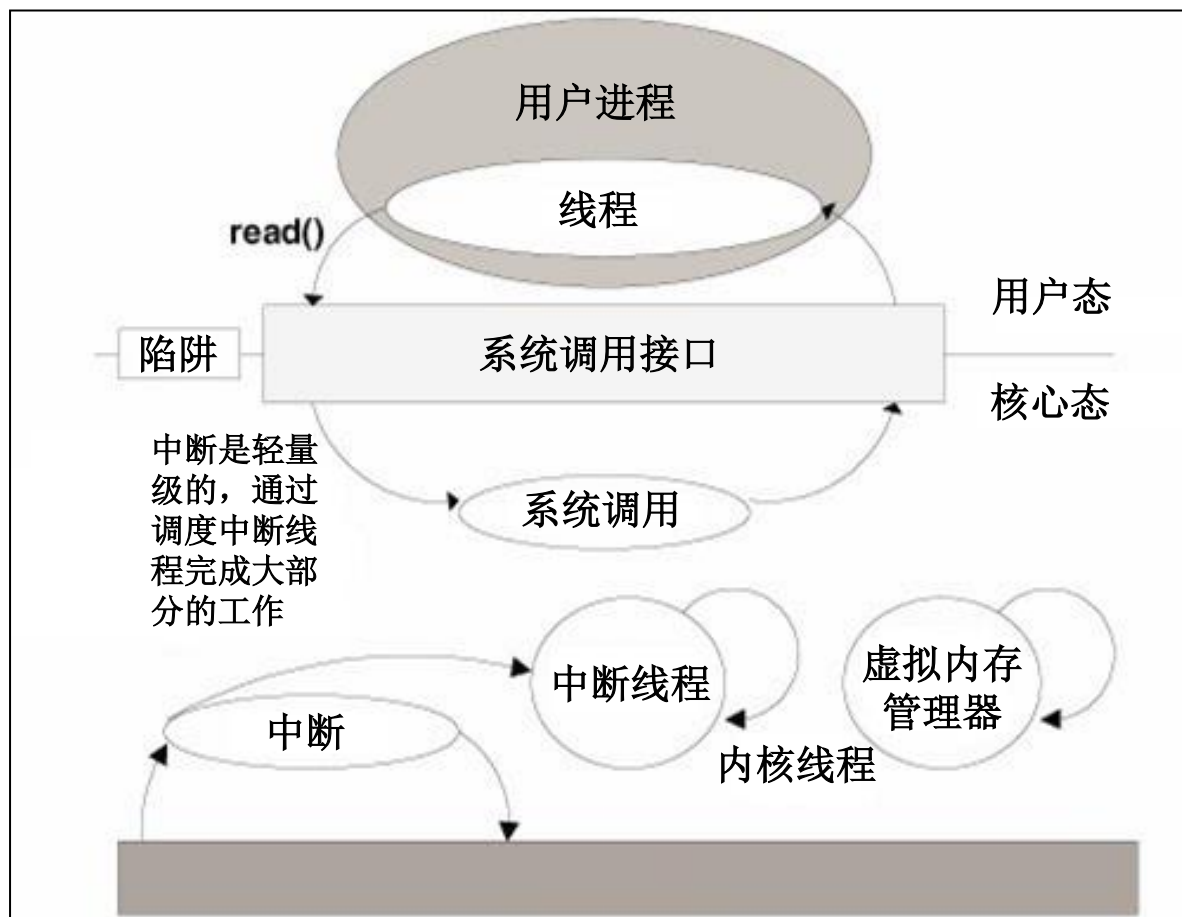 用户进程
线程
read()
用户态
陷阱
系统调用接口
核心态
中断是轻量
级的，通过
调度中断线
程完成大部
分的工作
系统调用
中断线程
虚拟内存
管理器
中断
内核线程